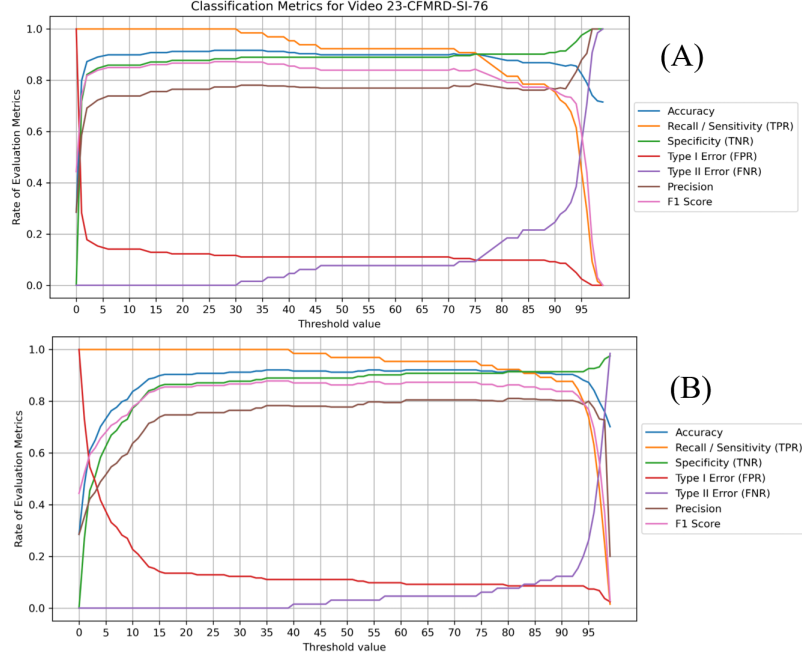 Classification Metrics for Video 23-CFMRD-SI-76
(A)
Rate of Evaluation Metrics
1.0
0.8
0.6
0.4
0.2
0.0
0 5 10 15 20 25 30 35 40 45 50 55 60 65 70 75 80 85 90 95
Threshold value
Accuracy
Recall / Sensitivity (TPR)
Specificity (TNR)
Type I Error (FPR)
Type II Error (FNR)
Precision
F1 Score
(B)
Rate of Evaluation Metrics
1.0
0.8
0.6
0.4
0.2
0.0
0 5 10 15 20 25 30 35 40 45 50 55 60 65 70 75 80 85 90 95
Threshold value
Accuracy
Recall / Sensitivity (TPR)
Specificity (TNR)
Type I Error (FPR)
Type II Error (FNR)
Precision
F1 Score